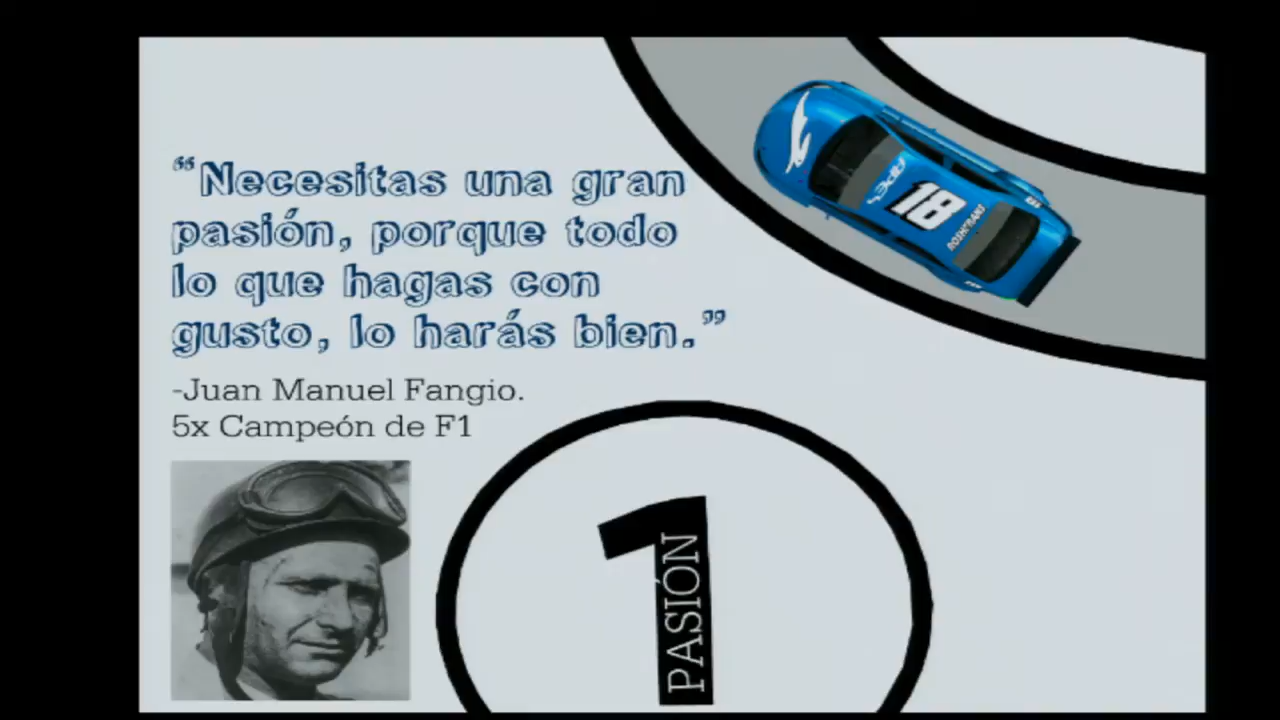 “Necesitas una gran
pasión, porque todo
lo que hagas con
gusto, lo harás bien.”
-Juan Manuel Fangio.
5x Campeón de F1
18
1
PASIÓN